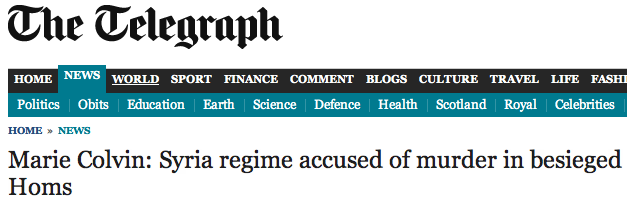 The Telegraph
HOME NEWS WORLD SPORT FINANCE COMMENT BLOGS CULTURE TRAVEL LIFE FASHI
Politics Obits Education Earth Science Defence Health Scotland Royal Celebrities
HOME » NEWS
Marie Colvin: Syria regime accused of murder in besieged
Homs